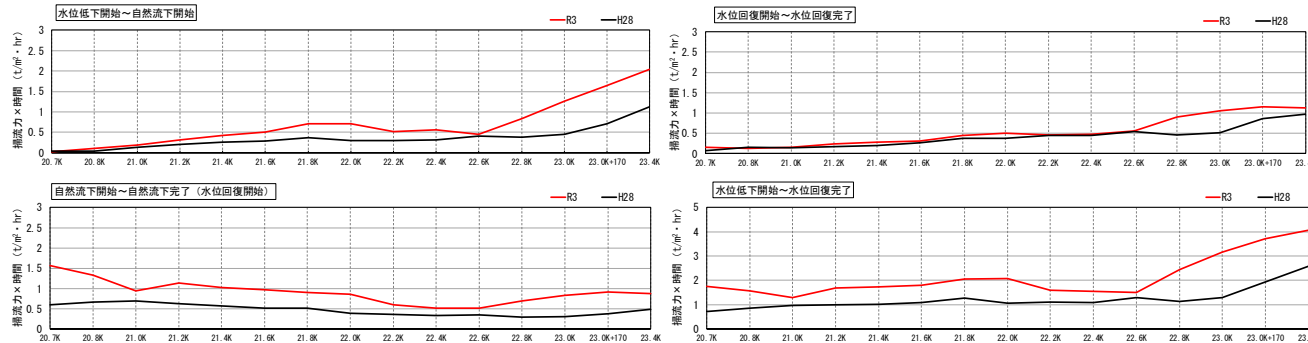 水位低下開始～自然流下開始
R3
H28
掃流力×時間（t/m²・hr）
3
2.5
2
1.5
1
0.5
0
20.7K 20.8K 21.0K 21.2K 21.4K 21.6K 21.8K 22.0K 22.2K 22.4K 22.6K 22.8K 23.0K 23.0K+170 23.4K
水位回復開始～水位回復完了
R3
H28
掃流力×時間（t/m²・hr）
3
2.5
2
1.5
1
0.5
0
20.7K 20.8K 21.0K 21.2K 21.4K 21.6K 21.8K 22.0K 22.2K 22.4K 22.6K 22.8K 23.0K 23.0K+170 23.
自然流下開始～自然流下完了（水位回復開始）
R3
H28
掃流力×時間（t/m²・hr）
3
2.5
2
1.5
1
0.5
0
20.7K 20.8K 21.0K 21.2K 21.4K 21.6K 21.8K 22.0K 22.2K 22.4K 22.6K 22.8K 23.0K 23.0K+170 23.4K
水位低下開始～水位回復完了
R3
H28
掃流力×時間（t/m²・hr）
5
4
3
2
1
0
20.7K 20.8K 21.0K 21.2K 21.4K 21.6K 21.8K 22.0K 22.2K 22.4K 22.6K 22.8K 23.0K 23.0K+170 23.